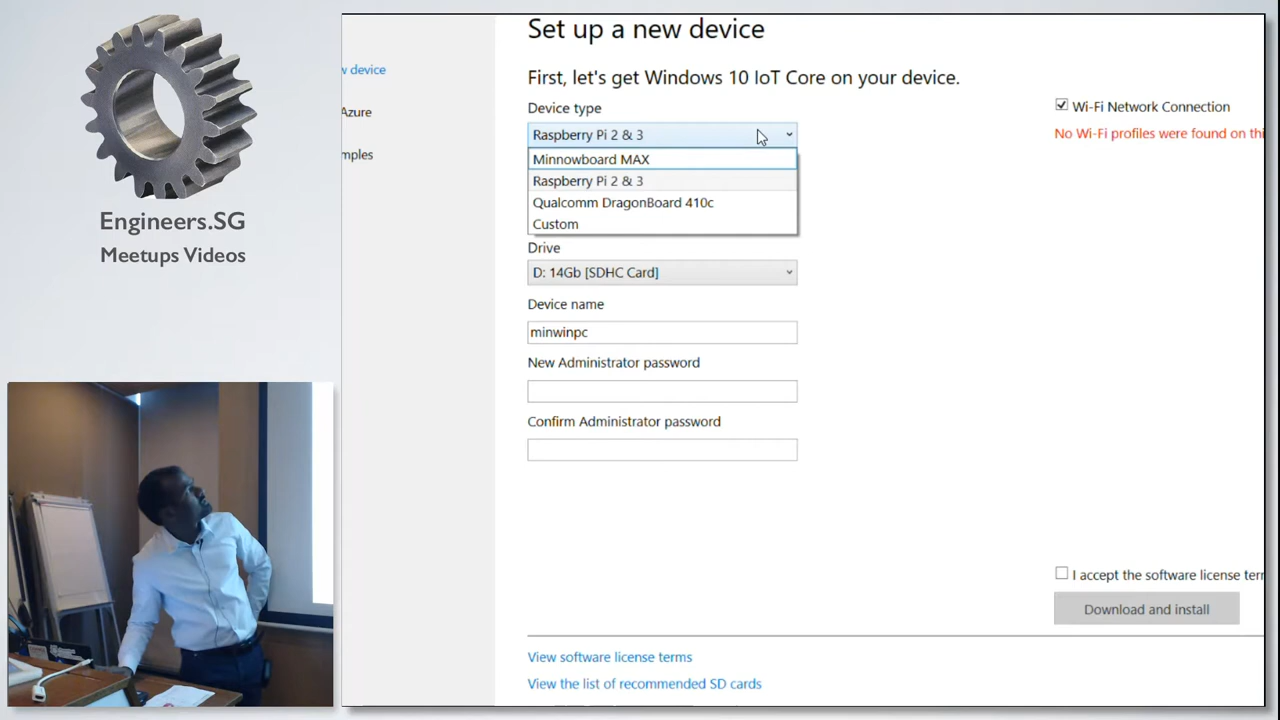 Engineers.SG
Meetups Videos
Set up a new device
First, let's get Windows 10 IoT Core on your device.
w device
Azure
mples
Device type
Raspberry Pi 2 & 3
Minnowboard MAX
Raspberry Pi 2 & 3
Qualcomm DragonBoard 410c
Custom
Drive
D: 14Gb [SDHC Card]
Device name
minwinpc
New Administrator password
Confirm Administrator password
Wi-Fi Network Connection
No Wi-Fi profiles were found on thi
I accept the software license terr
Download and install
View software license terms
View the list of recommended SD cards